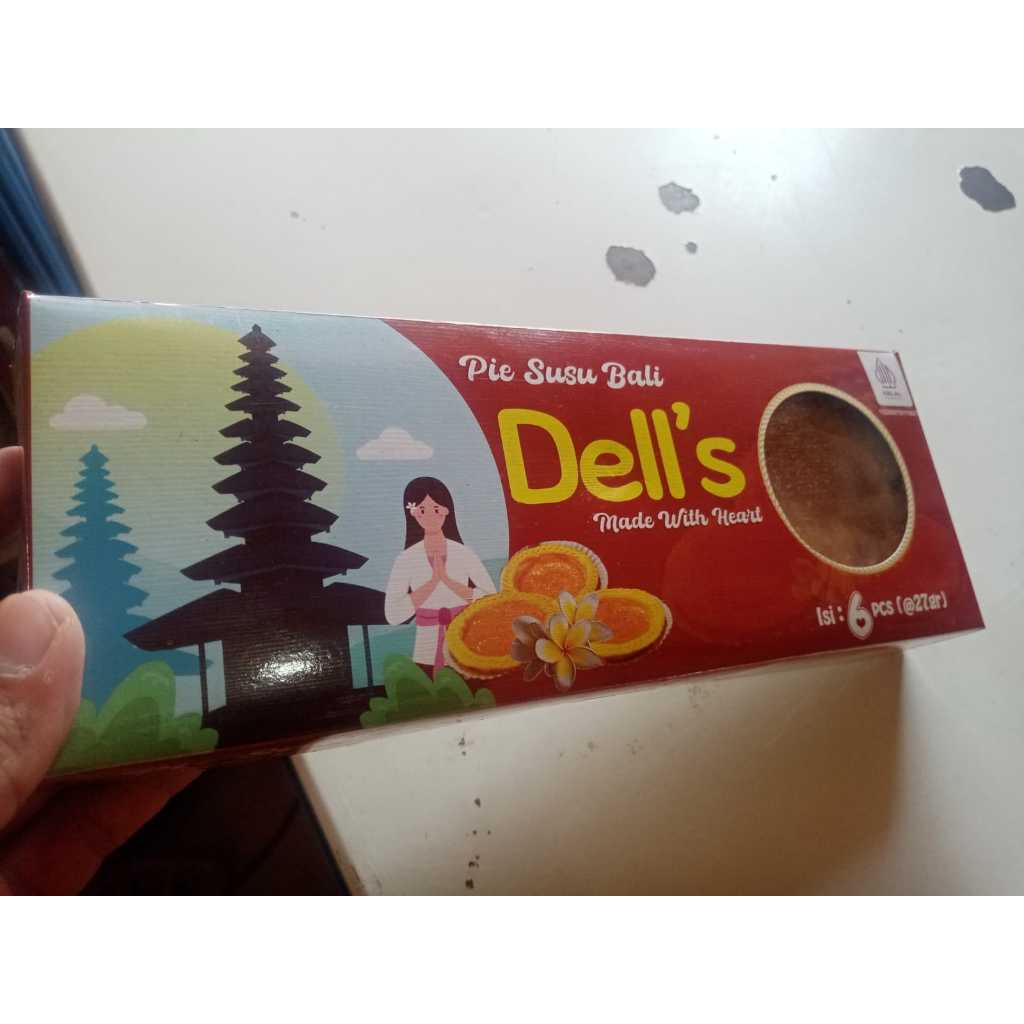 Pie Susu Bali
Dell's
Made With Heart
Isi : 6 pcs (@27gr)